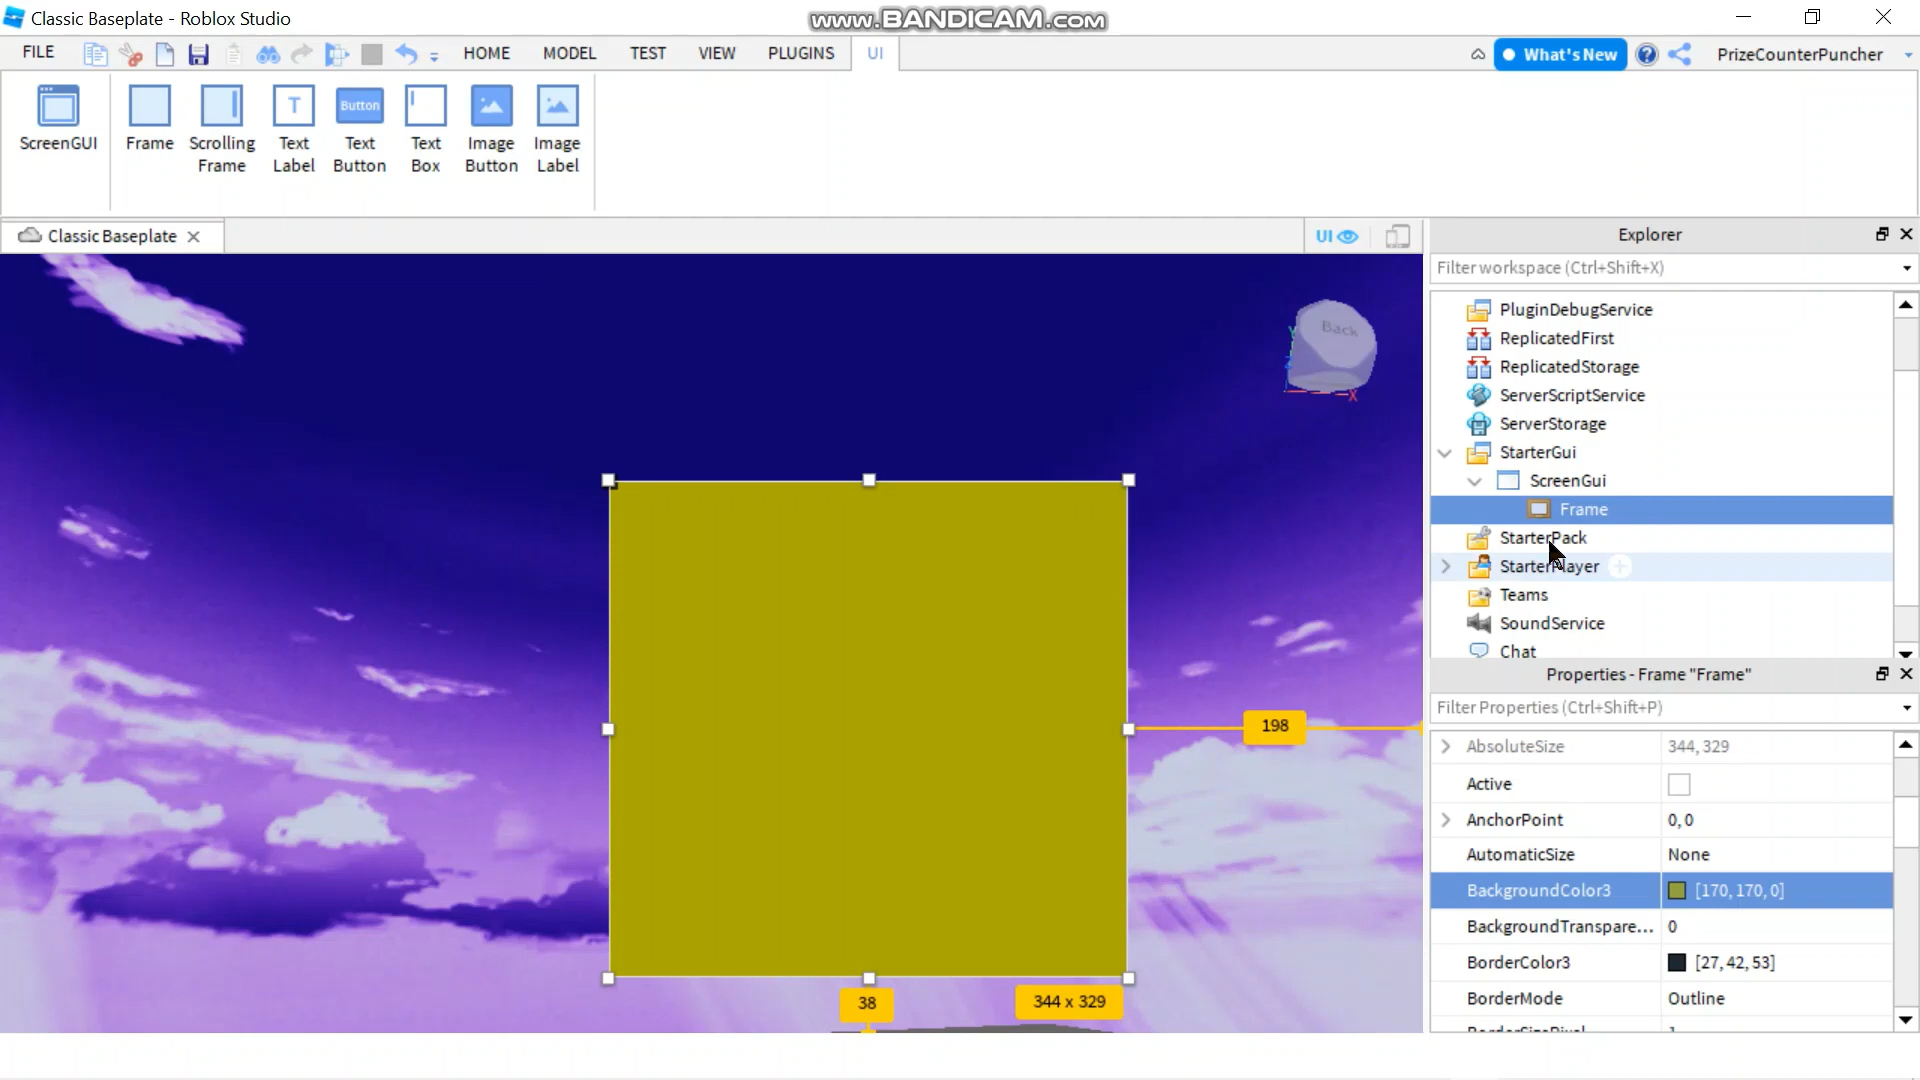 Classic Baseplate - Roblox Studio
www.BANDICAM.com
FILE
HOME
MODEL
TEST
VIEW
PLUGINS
UI
What's New
PrizeCounterPuncher
ScreenGUI
Frame
Scrolling
Frame
T
Text
Label
Button
Text
Button
Text
Box
Image
Button
Image
Label
Classic Baseplate
UI
Explorer
Filter workspace (Ctrl+Shift+X)
PluginDebugService
ReplicatedFirst
ReplicatedStorage
ServerScriptService
ServerStorage
StarterGui
ScreenGui
Frame
StarterPack
StarterPlayer
Teams
SoundService
Chat
Back
Y
Z
X
198
38
344 x 329
Properties - Frame "Frame"
Filter Properties (Ctrl+Shift+P)
AbsoluteSize 344, 329
Active
AnchorPoint 0, 0
AutomaticSize None
BackgroundColor3 [170, 170, 0]
BackgroundTranspare... 0
BorderColor3 [27, 42, 53]
BorderMode Outline
BorderSizePixel 1